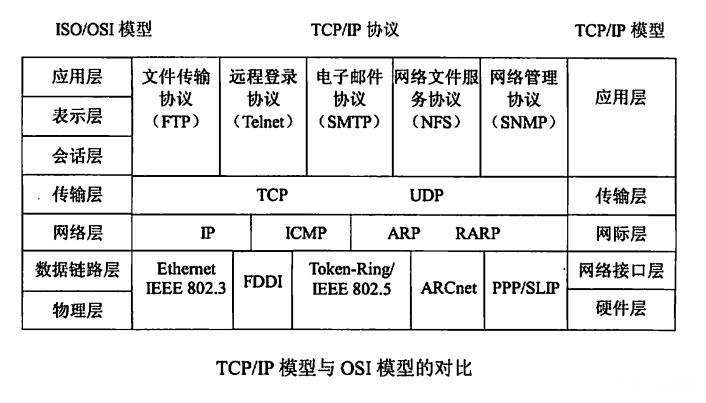 ISO/OSI 模型 TCP/IP 协议 TCP/IP 模型
应用层
表示层
会话层
文件传输
协议
（FTP）
远程登录
协议
（Telnet）
电子邮件
协议
（SMTP）
网络文件服
务协议
（NFS）
网络管理
协议
（SNMP）
应用层
传输层 TCP UDP 传输层
网络层 IP ICMP ARP RARP 网际层
数据链路层
物理层
Ethernet
IEEE 802.3
FDDI
Token-Ring/
IEEE 802.5
ARCnet
PPP/SLIP
网络接口层
硬件层
TCP/IP 模型与 OSI 模型的对比